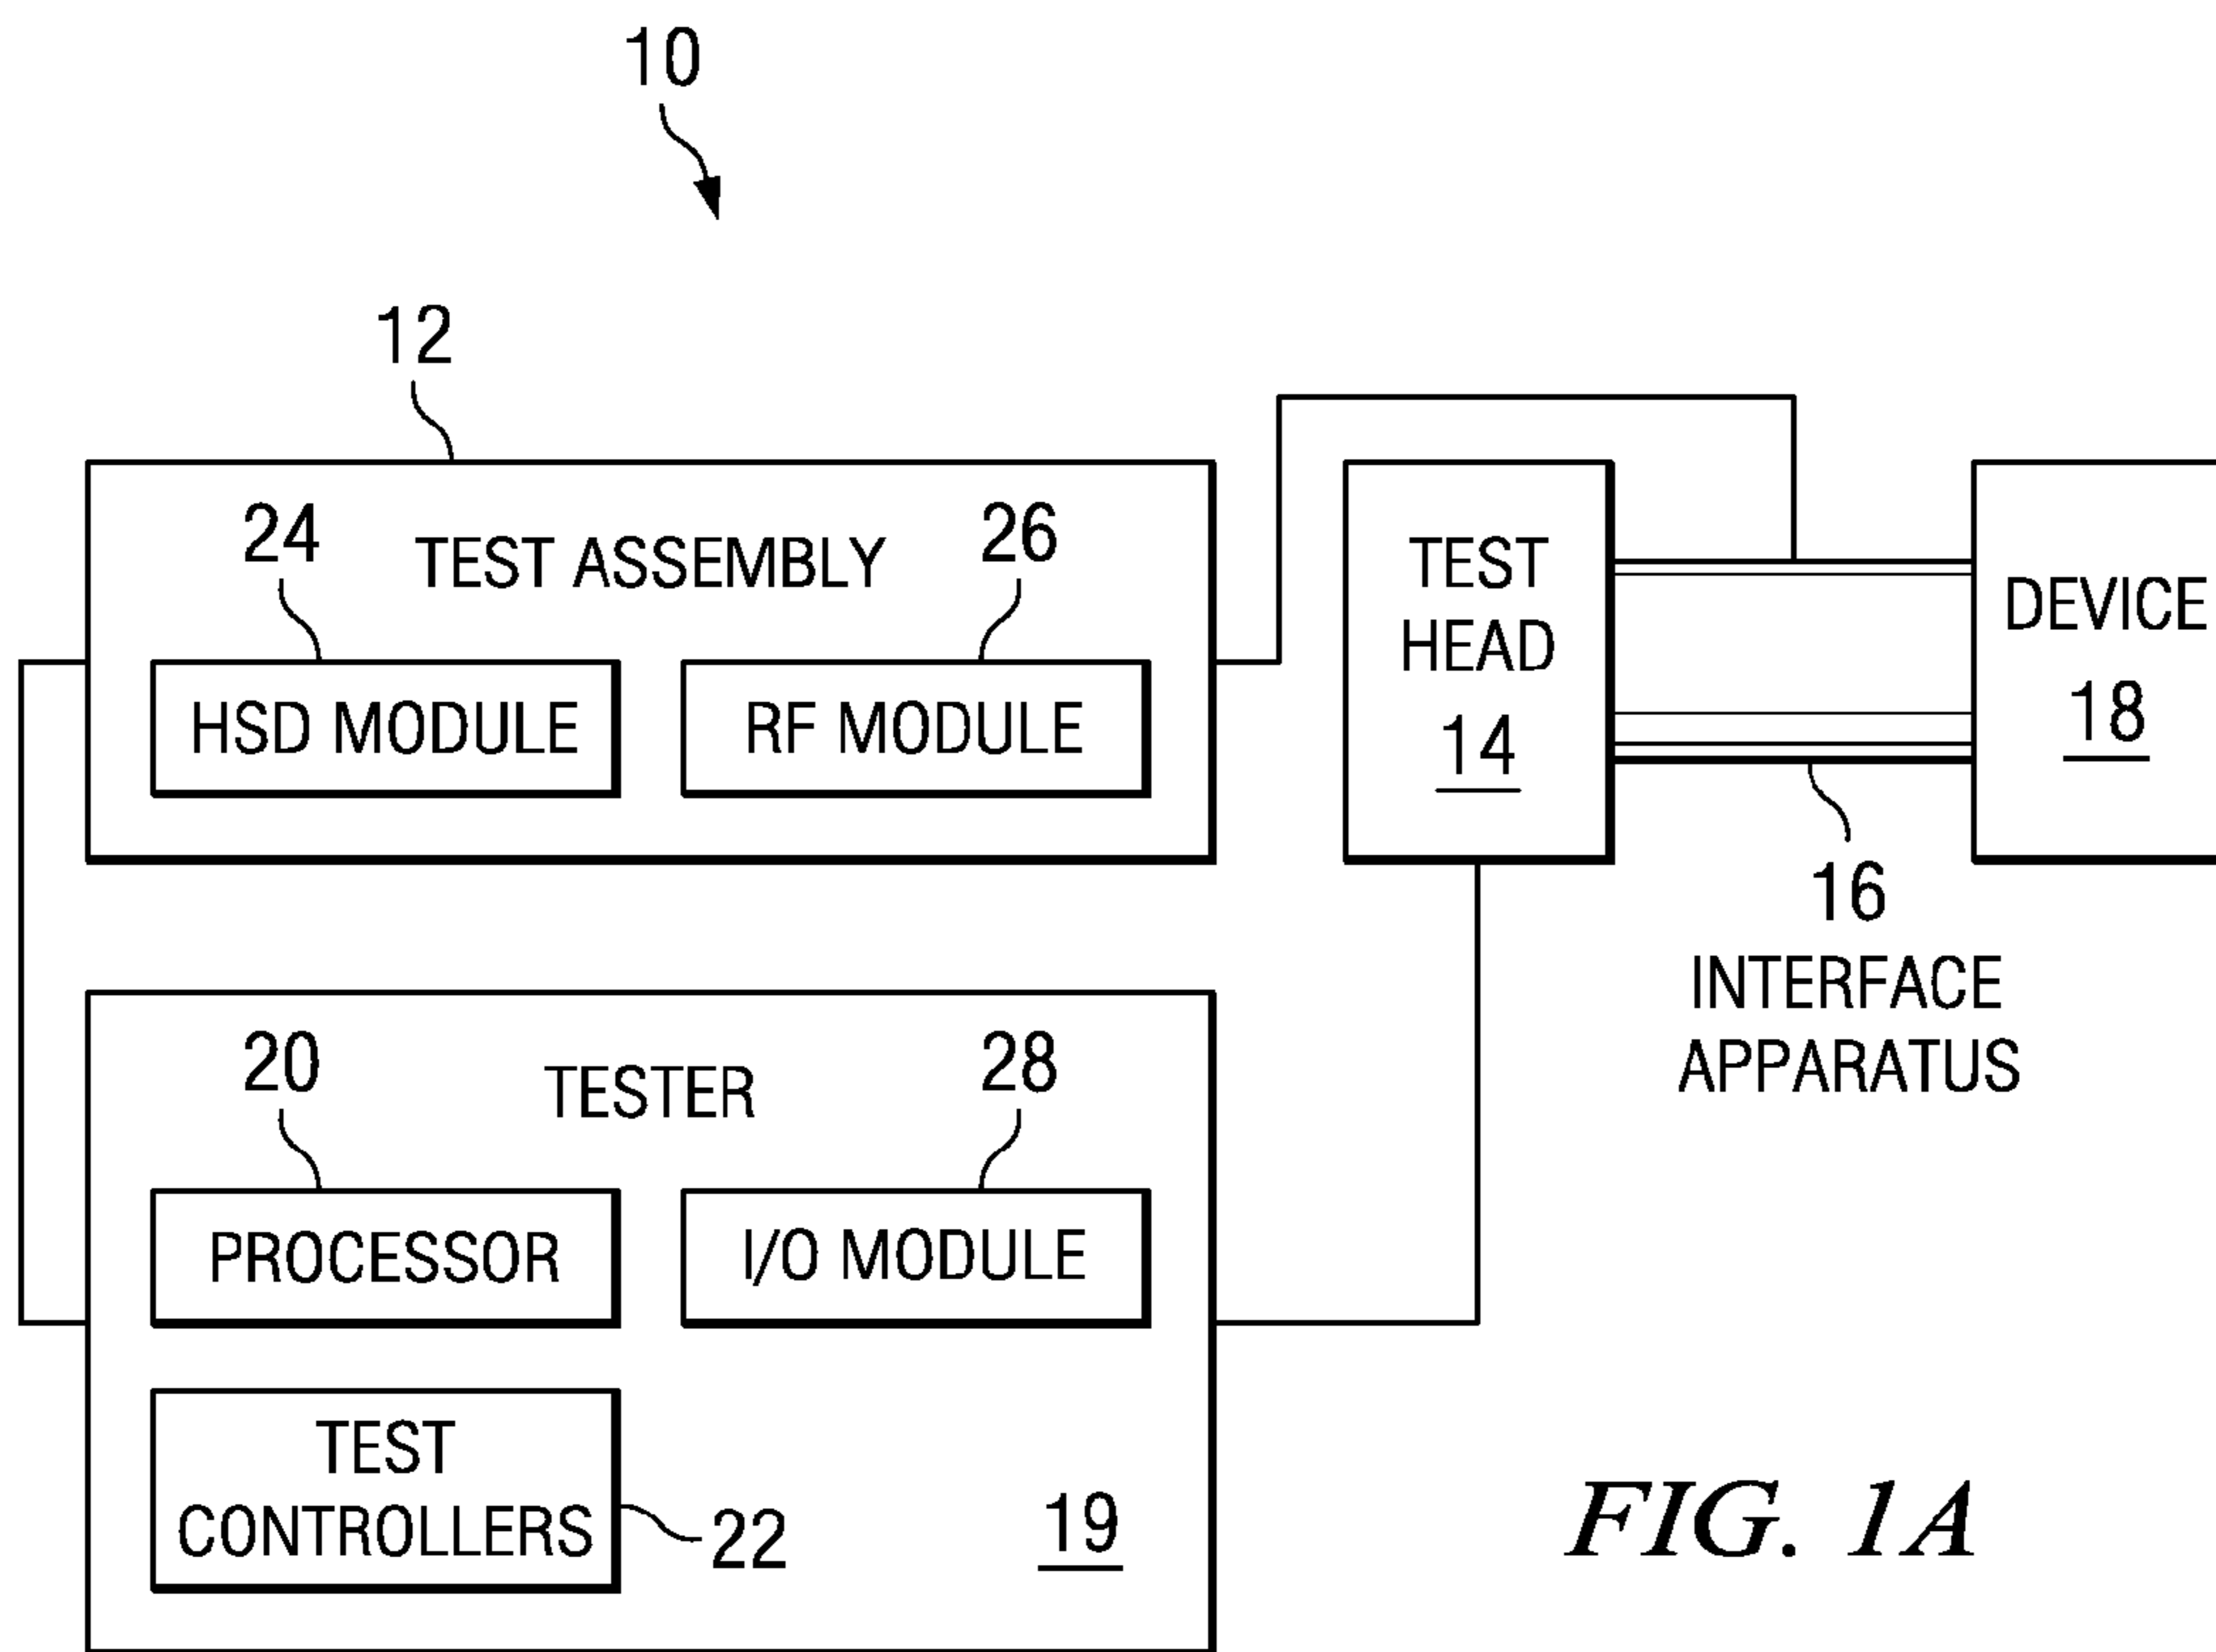 10
12
24
TEST ASSEMBLY
26
HSD MODULE
RF MODULE
TEST
HEAD
14
DEVICE
18
16
INTERFACE
APPARATUS
20
TESTER
28
PROCESSOR
I/O MODULE
TEST
CONTROLLERS
22
19
FIG. 1A